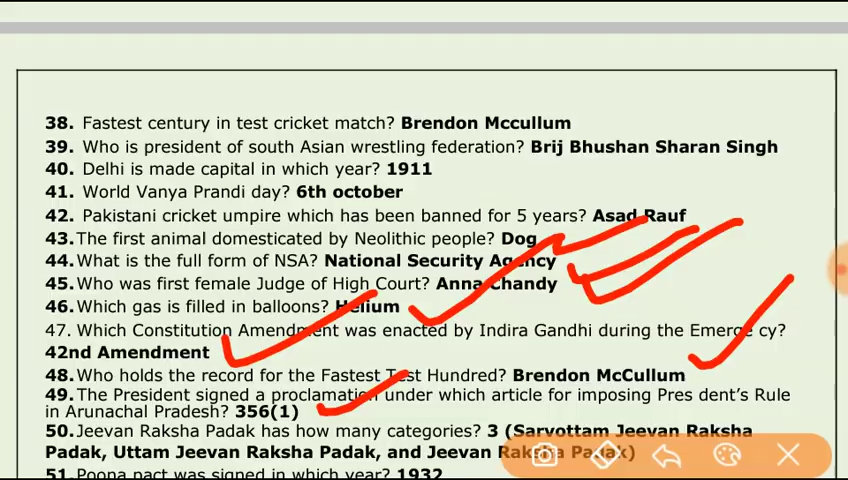 38. Fastest century in test cricket match? Brendon Mccullum
39. Who is president of south Asian wrestling federation? Brij Bhushan Sharan Singh
40. Delhi is made capital in which year? 1911
41. World Vanya Prandi day? 6th october
42. Pakistani cricket umpire which has been banned for 5 years? Asad Rauf
43. The first animal domesticated by Neolithic people? Dog
44. What is the full form of NSA? National Security Agency
45. Who was first female Judge of High Court? Anna Chandy
46. Which gas is filled in balloons? Helium
47. Which Constitution Amendment was enacted by Indira Gandhi during the Emerge cy?
42nd Amendment
48. Who holds the record for the Fastest Test Hundred? Brendon McCullum
49. The President signed a proclamation under which article for imposing Pres dent's Rule
in Arunachal Pradesh? 356(1)
50. Jeevan Raksha Padak has how many categories? 3 (Sarvottam Jeevan Raksha
Padak, Uttam Jeevan Raksha Padak, and Jeevan Raksha Padak)
51. Poona pact was signed in which year? 1932